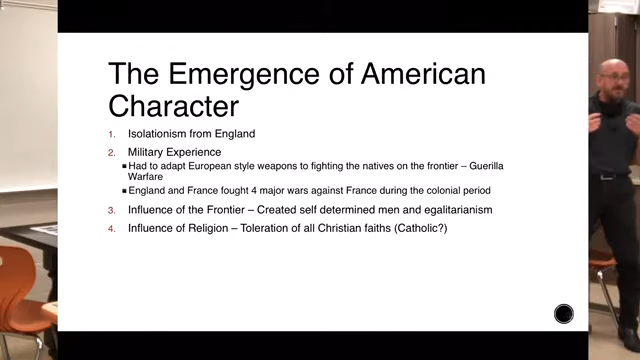 The Emergence of American
Character
1. Isolationism from England
2. Military Experience
Had to adapt European style weapons to fighting the natives on the frontier – Guerilla
Warfare
England and France fought 4 major wars against France during the colonial period
3. Influence of the Frontier – Created self determined men and egalitarianism
4. Influence of Religion – Toleration of all Christian faiths (Catholic?)